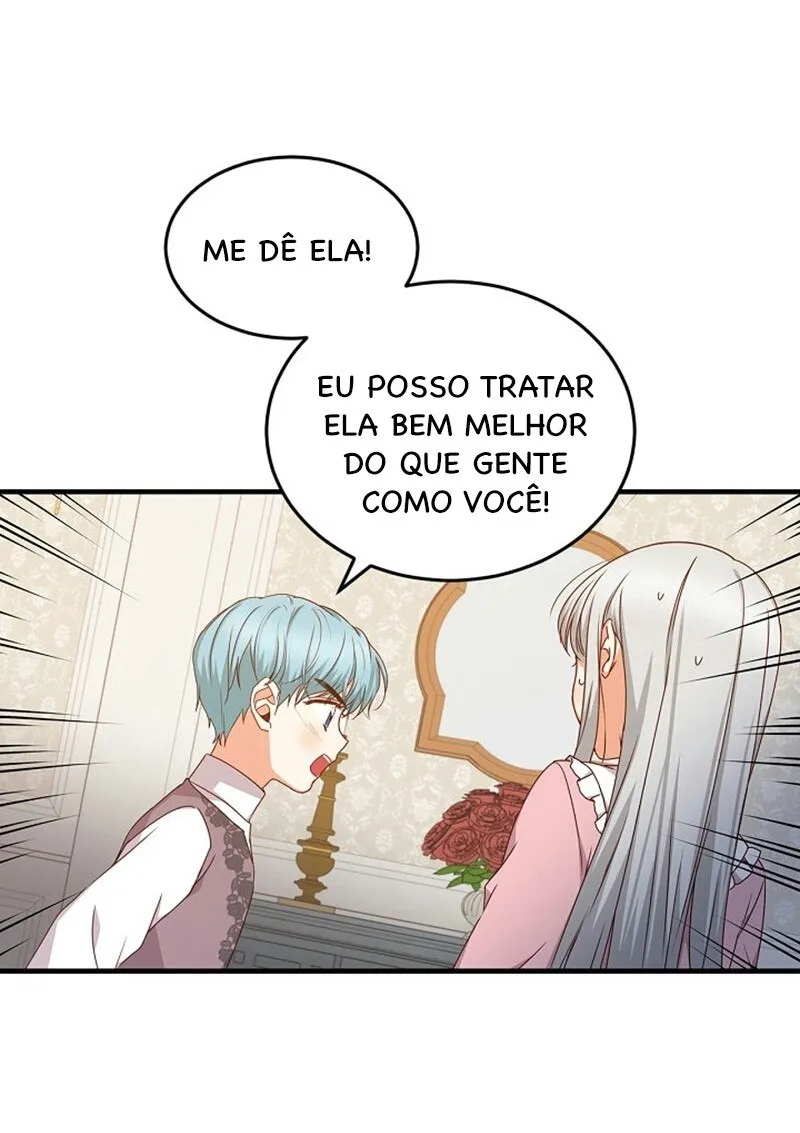 ME DÊ ELA!
EU POSSO TRATAR
ELA BEM MELHOR
DO QUE GENTE
COMO VOCÊ!